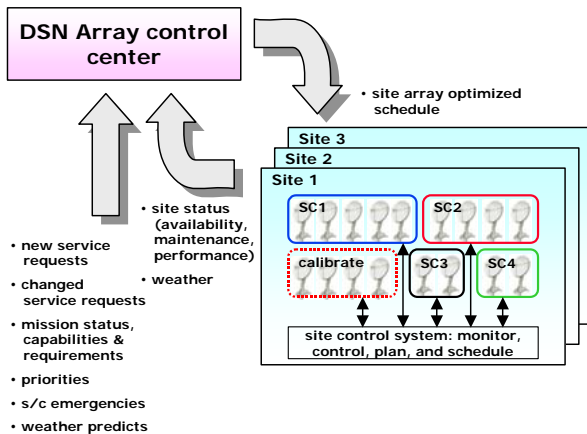 DSN Array control
center
• site array optimized
schedule
Site 3
Site 2
Site 1
SC1
SC2
calibrate
SC3
SC4
site control system: monitor,
control, plan, and schedule
• site status
(availability,
maintenance,
performance)
• weather
• new service
requests
• changed
service requests
• mission status,
capabilities &
requirements
• priorities
• s/c emergencies
• weather predicts